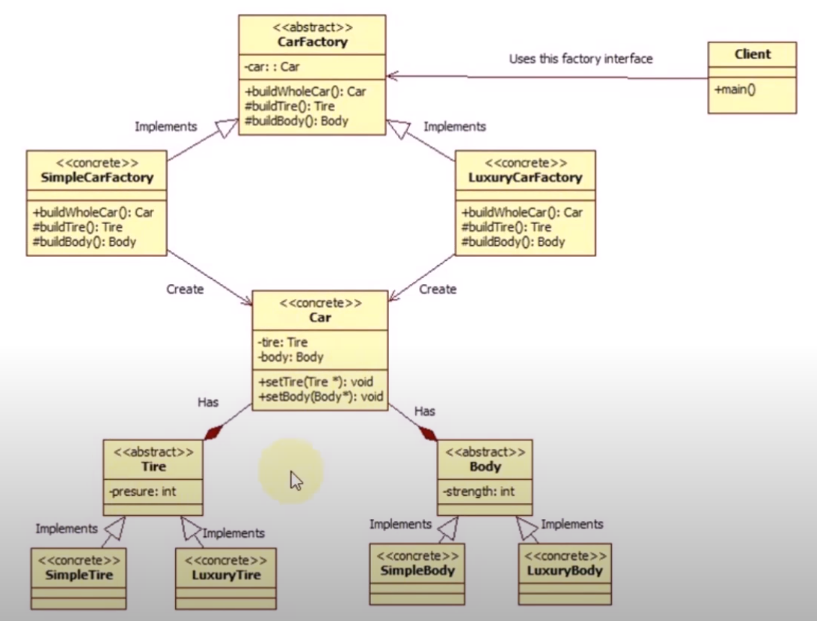 <<abstract>>
CarFactory
-car: : Car
+buildWholeCar(): Car
#buildTire(): Tire
#buildBody(): Body
Uses this factory interface
Client
+main()
Implements
Implements
<<concrete>>
SimpleCarFactory
+buildWholeCar(): Car
#buildTire(): Tire
#buildBody(): Body
<<concrete>>
LuxuryCarFactory
+buildWholeCar(): Car
#buildTire(): Tire
#buildBody(): Body
Create
Create
<<concrete>>
Car
-tire: Tire
-body: Body
+setTire(Tire *): void
+setBody(Body*): void
Has
Has
<<abstract>>
Tire
-presure: int
<<abstract>>
Body
-strength: int
Implements
Implements
Implements
Implements
<<concrete>>
SimpleTire
<<concrete>>
LuxuryTire
<<concrete>>
SimpleBody
<<concrete>>
LuxuryBody